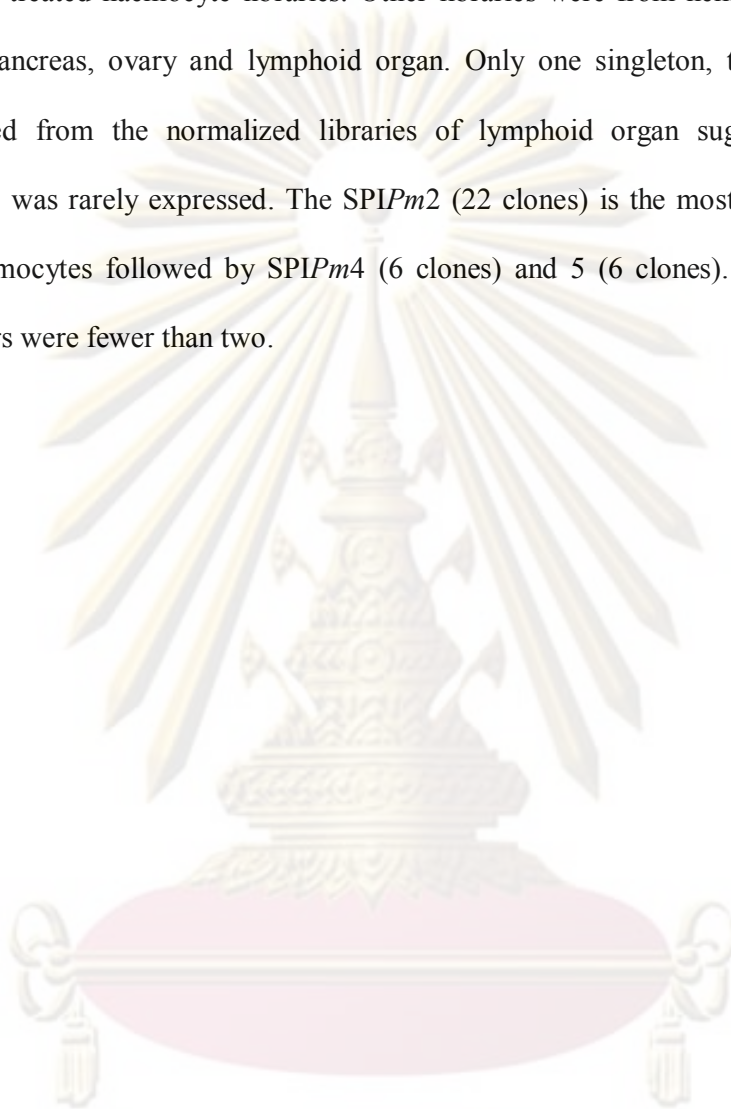 treated haemocyte libraries. Other libraries were from
ancreas, ovary and lymphoid organ. Only one singleton,
ed from the normalized libraries of lymphoid organ sug
was rarely expressed. The SPIPm2 (22 clones) is the most
mocytes followed by SPIPm4 (6 clones) and 5 (6 clones).
rs were fewer than two.